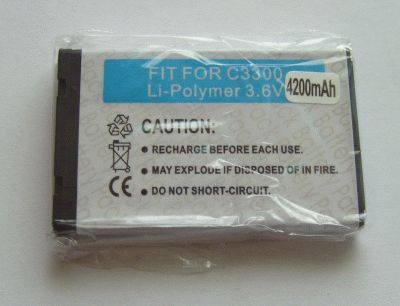 FIT FOR C3300
Li-Polymer 3.6V
4200mAh
CAUTION:
RECHARGE BEFORE EACH USE.
MAY EXPLODE IF DISPOSED OF IN FIRE.
DO NOT SHORT-CIRCUIT.
CE